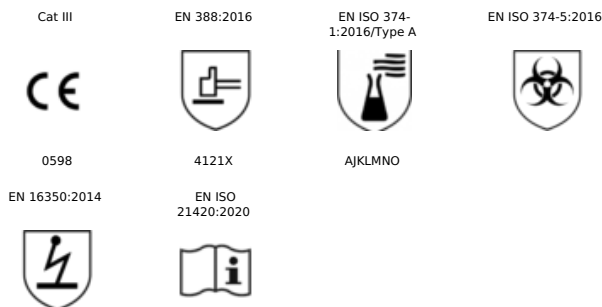 Cat III
EN 388:2016
EN ISO 374-
1:2016/Type A
EN ISO 374-5:2016
CE
i
0598
4121X
AJKLMNO
EN 16350:2014
EN ISO
21420:2020
i